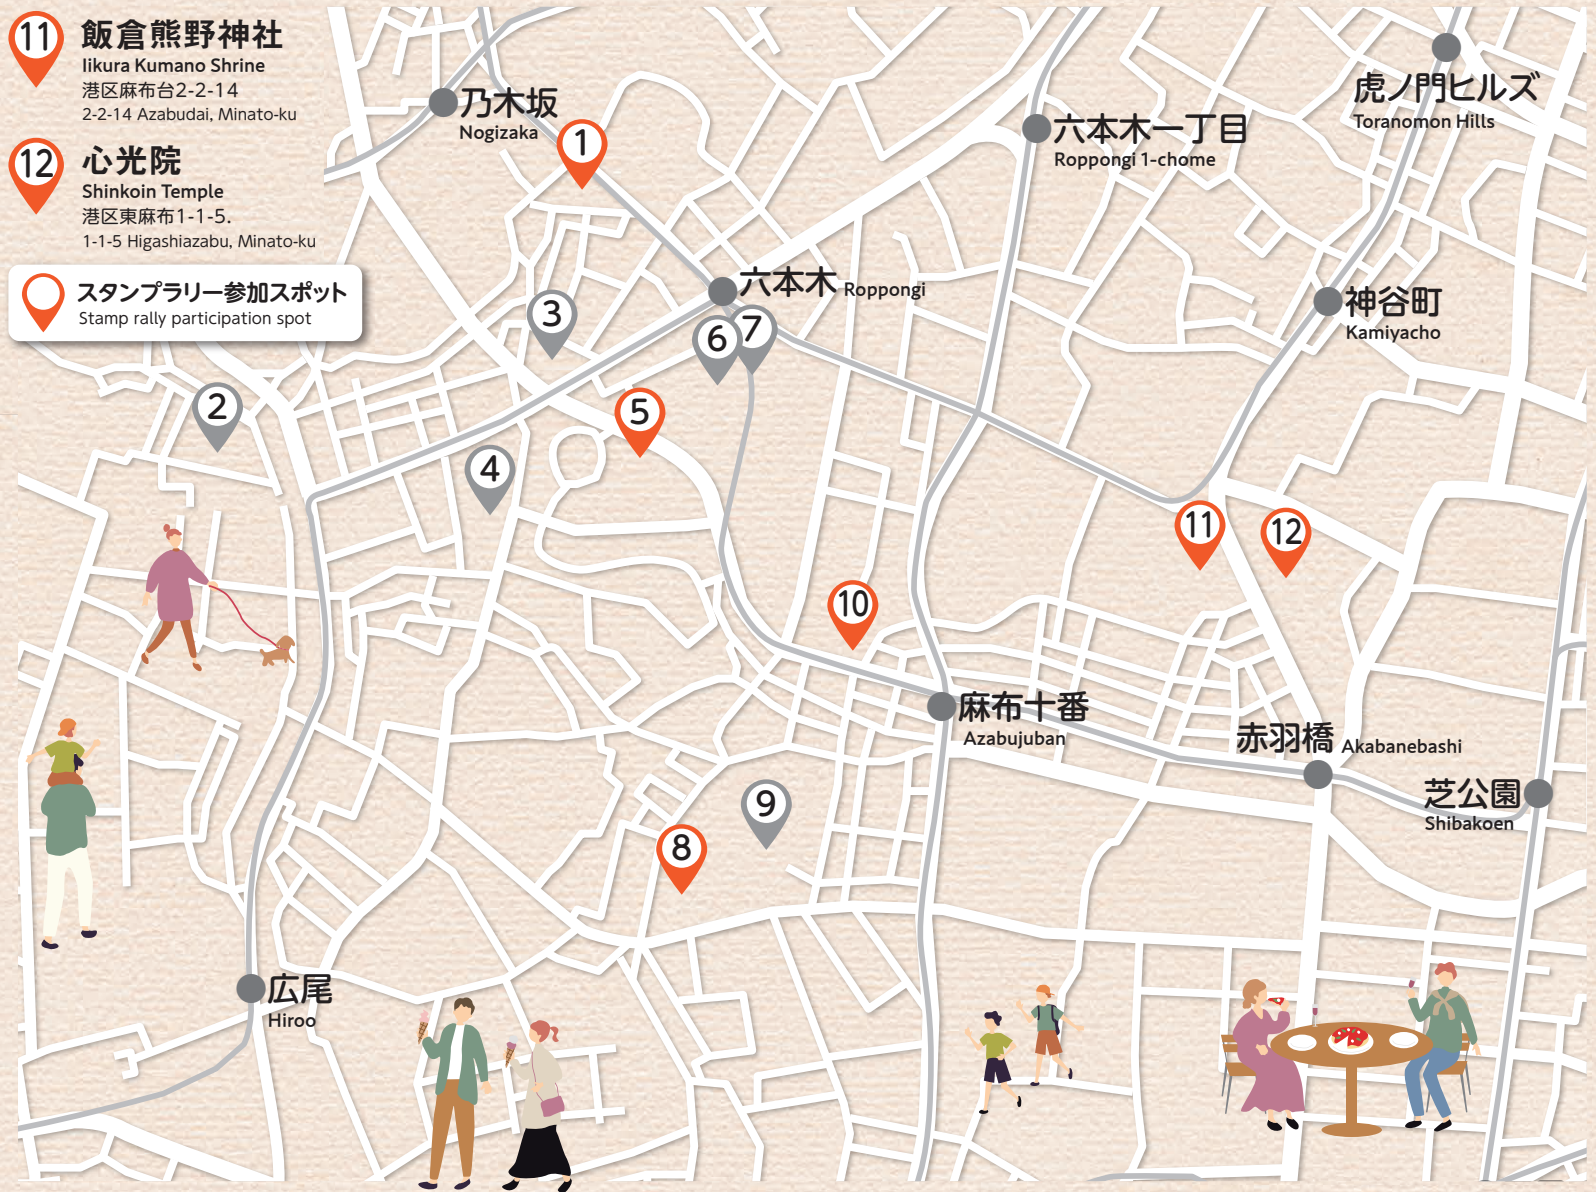 11
飯倉熊野神社
Iikura Kumano Shrine
港区麻布台2-2-14
2-2-14 Azabudai, Minato-ku
12
心光院
Shinkoin Temple
港区東麻布1-1-5.
1-1-5 Higashiazabu, Minato-ku
スタンプラリー参加スポット
Stamp rally participation spot
乃木坂
Nogizaka
1
六本木一丁目
Roppongi 1-chome
虎ノ門ヒルズ
Toranomon Hills
六本木 Roppongi
神谷町
Kamiyacho
3
6
7
2
5
4
11
12
10
麻布十番
Azabujuban
赤羽橋 Akabanebashi
芝公園
Shibakoen
9
8
広尾
Hiroo